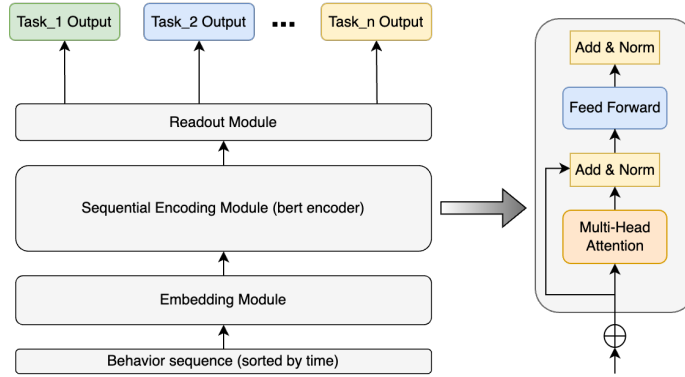 Task_1 Output
Task_2 Output
...
Task_n Output
Readout Module
Sequential Encoding Module (bert encoder)
Embedding Module
Behavior sequence (sorted by time)
Add & Norm
Feed Forward
Add & Norm
Multi-Head
Attention